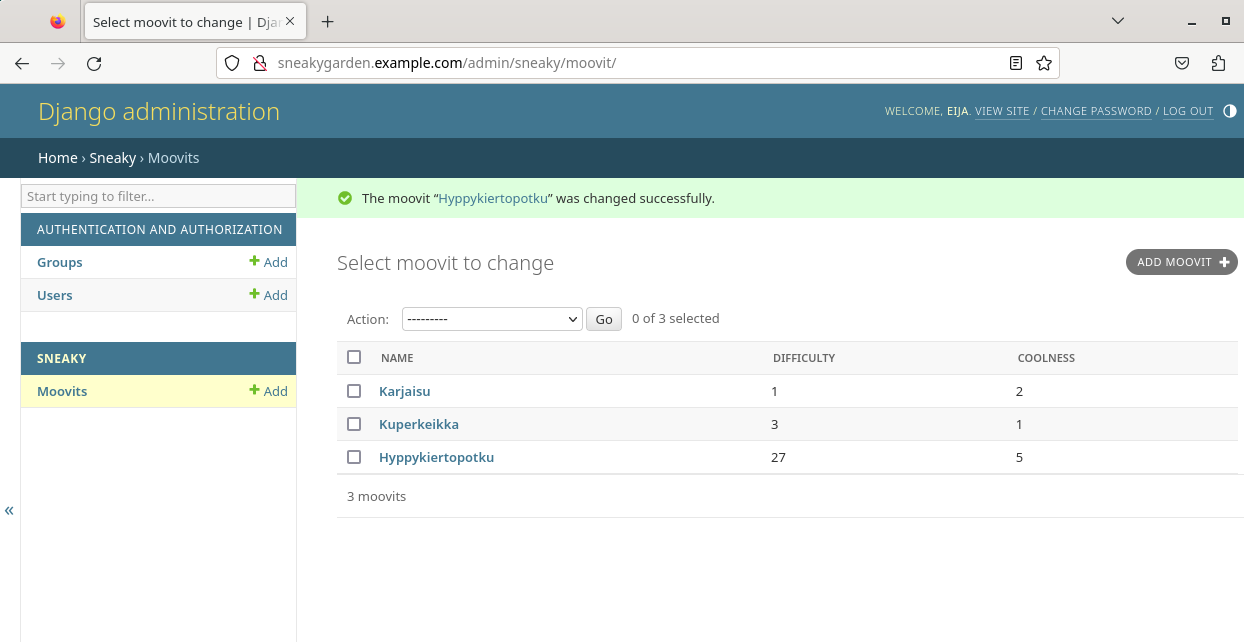 Select moovit to change | Dja
sneakygarden.example.com/admin/sneaky/moovit/
Django administration
WELCOME, EIJA. VIEW SITE / CHANGE PASSWORD / LOG OUT
Home › Sneaky › Moovits
Start typing to filter...
AUTHENTICATION AND AUTHORIZATION
Groups + Add
Users + Add
SNEAKY
Moovits + Add
«
The moovit “Hyppykiertopotku” was changed successfully.
Select moovit to change
ADD MOOVIT +
Action: --------- Go 0 of 3 selected
NAME DIFFICULTY COOLNESS
Karjaisu 1 2
Kuperkeikka 3 1
Hyppykiertopotku 27 5
3 moovits